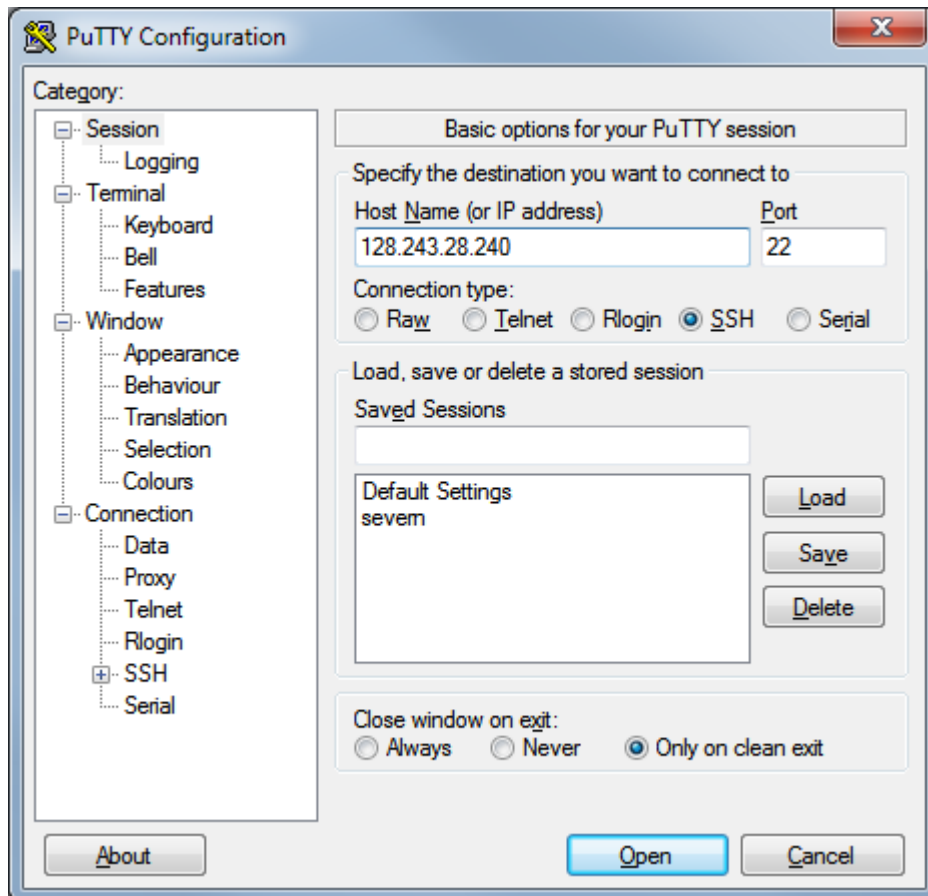 PuTTY Configuration
Category:
Session
Logging
Terminal
Keyboard
Bell
Features
Window
Appearance
Behaviour
Translation
Selection
Colours
Connection
Data
Proxy
Telnet
Rlogin
SSH
Serial
Basic options for your PuTTY session
Specify the destination you want to connect to
Host Name (or IP address) Port
128.243.28.240 22
Connection type:
Raw Telnet Rlogin SSH Serial
Load, save or delete a stored session
Saved Sessions
Default Settings
severn
Load
Save
Delete
Close window on exit:
Always Never Only on clean exit
About Open Cancel